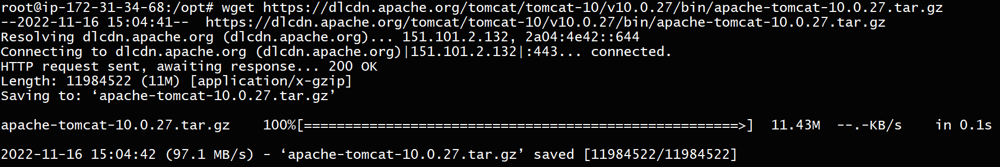 root@ip-172-31-34-68:/opt# wget https://dlcdn.apache.org/tomcat/tomcat-10/v10.0.27/bin/apache-tomcat-10.0.27.tar.gz
--2022-11-16 15:04:41--  https://dlcdn.apache.org/tomcat/tomcat-10/v10.0.27/bin/apache-tomcat-10.0.27.tar.gz
Resolving dlcdn.apache.org (dlcdn.apache.org)... 151.101.2.132, 2a04:4e42::644
Connecting to dlcdn.apache.org (dlcdn.apache.org)|151.101.2.132|:443... connected.
HTTP request sent, awaiting response... 200 OK
Length: 11984522 (11M) [application/x-gzip]
Saving to: ‘apache-tomcat-10.0.27.tar.gz’
apache-tomcat-10.0.27.tar.gz    100%[=====================================================>]  11.43M  --.-KB/s    in 0.1s
2022-11-16 15:04:42 (97.1 MB/s) - ‘apache-tomcat-10.0.27.tar.gz’ saved [11984522/11984522]